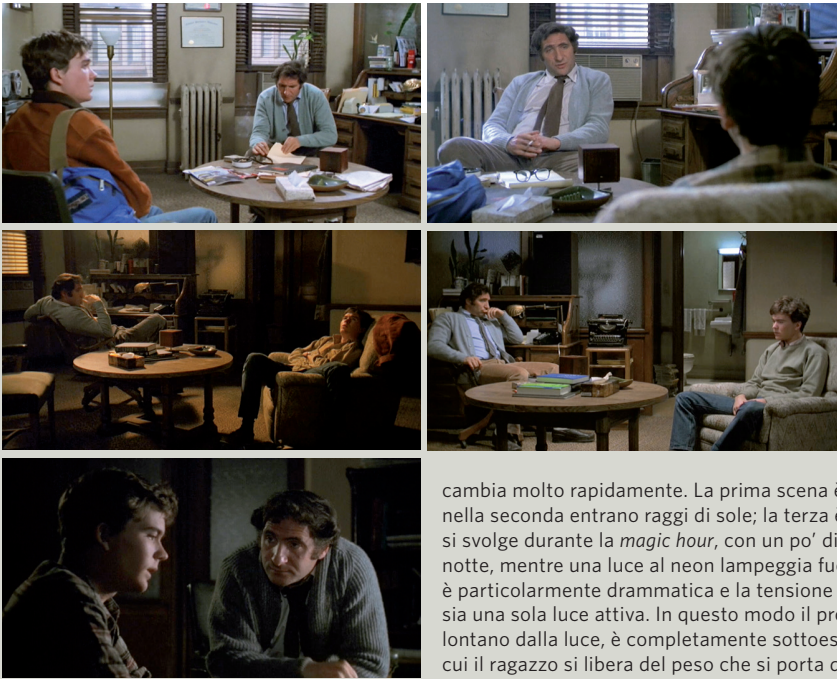 cambia molto rapidamente. La prima scena è
nella seconda entrano raggi di sole; la terza
si svolge durante la magic hour, con un po’ di
notte, mentre una luce al neon lampeggia
è particolarmente drammatica e la tensione
sia una sola luce attiva. In questo modo il
lontano dalla luce, è completamente
cui il ragazzo si libera del peso che si porta